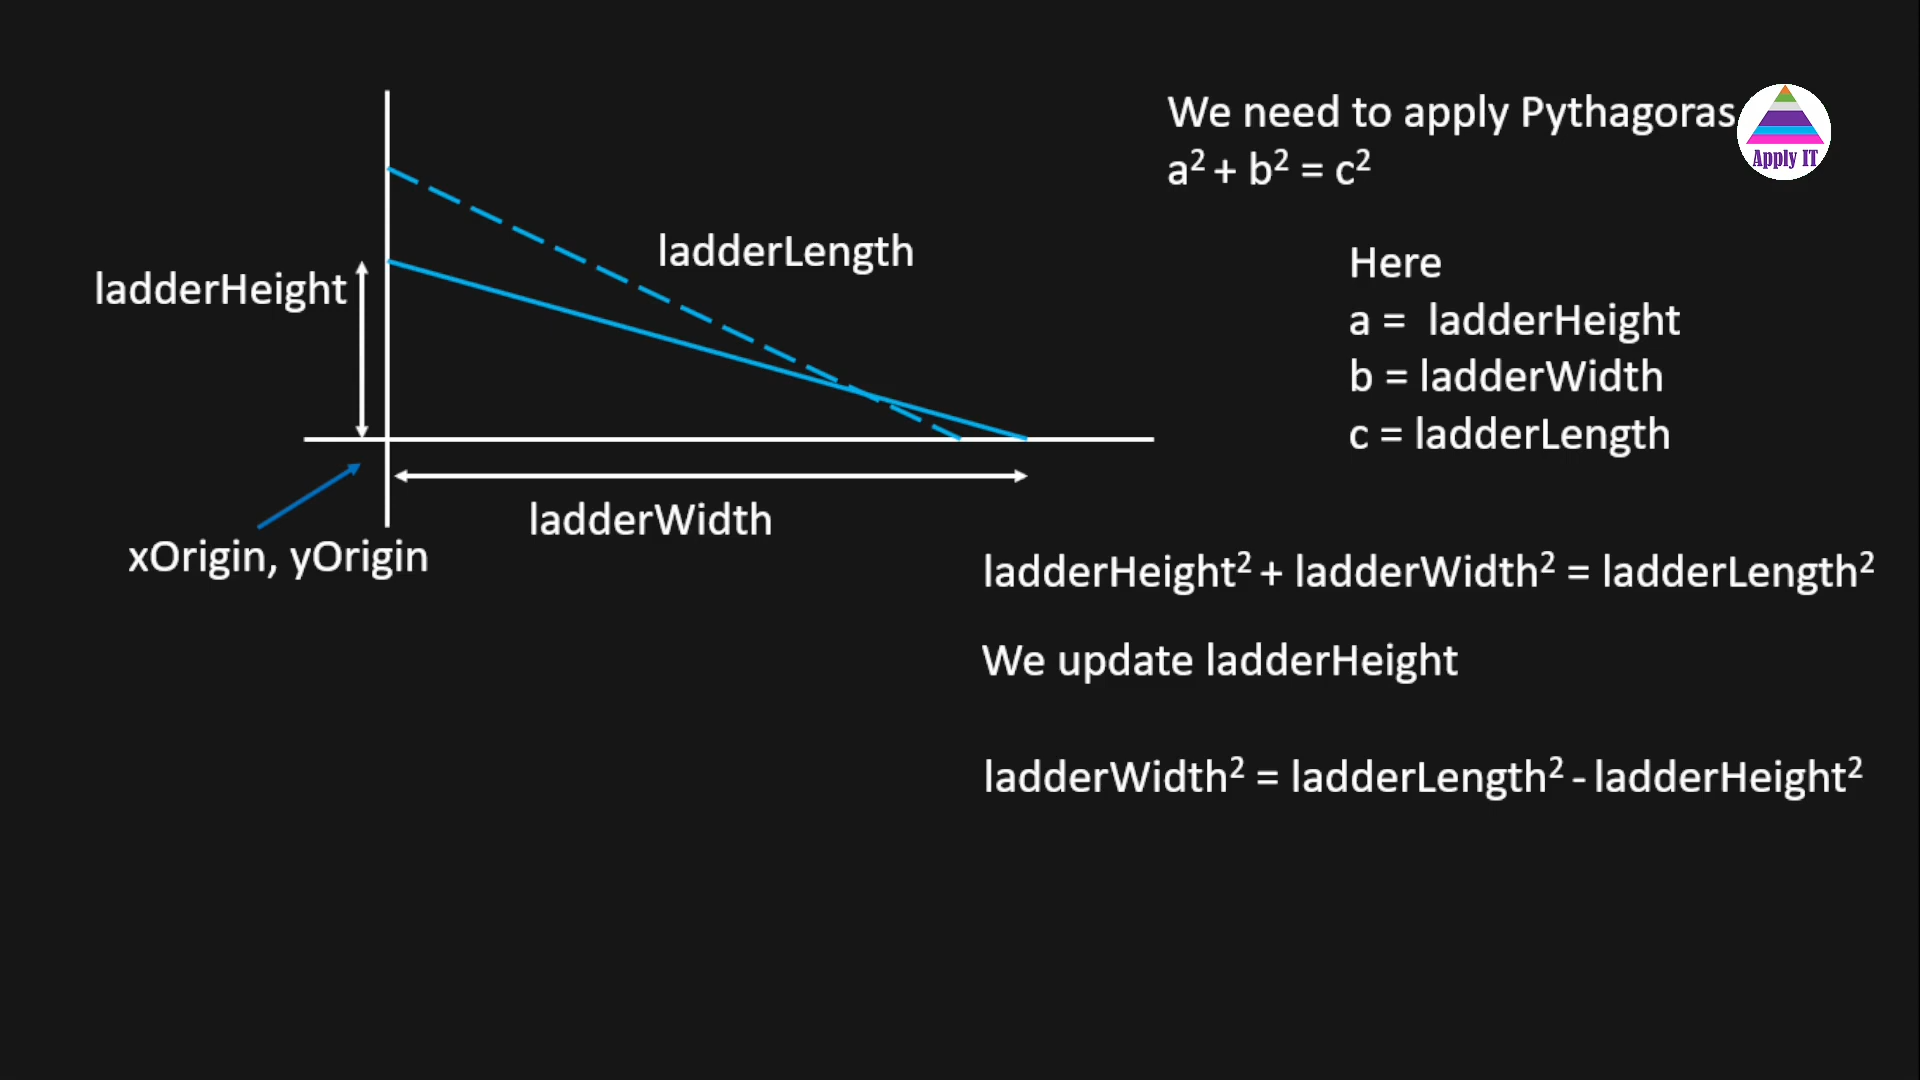 We need to apply Pythagoras
a² + b² = c²
Apply IT
ladderLength
ladderHeight
Here
a = ladderHeight
b = ladderWidth
c = ladderLength
ladderWidth
xOrigin, yOrigin
ladderHeight² + ladderWidth² = ladderLength²
We update ladderHeight
ladderWidth² = ladderLength² - ladderHeight²